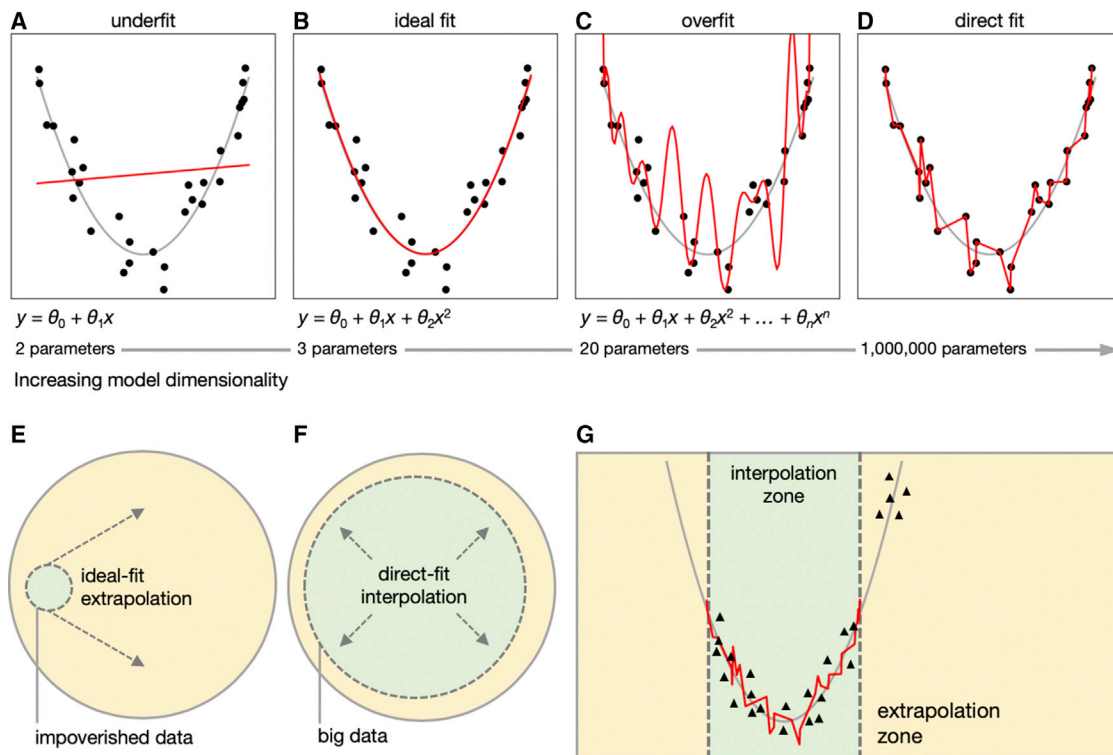 A underfit
B ideal fit
C overfit
D direct fit
y = θ₀ + θ₁x
y = θ₀ + θ₁x + θ₂x²
y = θ₀ + θ₁x + θ₂x² + ... + θₙxⁿ
2 parameters
3 parameters
20 parameters
1,000,000 parameters
Increasing model dimensionality
E
ideal-fit
extrapolation
impoverished data
F
direct-fit
interpolation
big data
G
interpolation
zone
extrapolation
zone